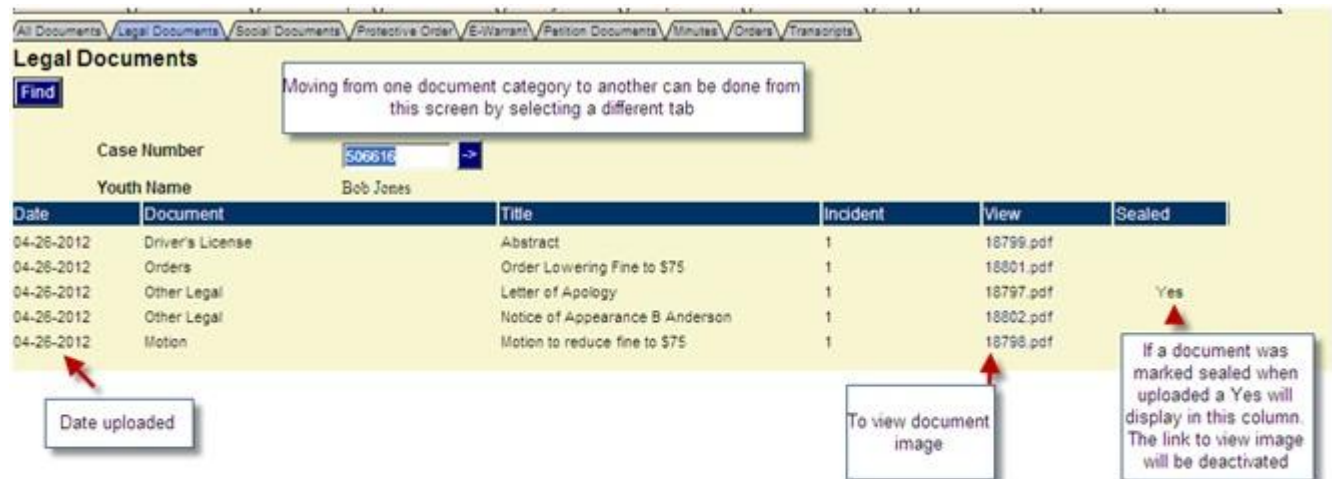 All Documents Legal Documents Social Documents Protective Order E-Warrant Petition Documents Minutes Orders Transcripts
Legal Documents
Find
Moving from one document category to another can be done from
this screen by selecting a different tab
Case Number 506616 ->
Youth Name Bob Jones
Date Document Title Incident View Sealed
04-26-2012 Driver's License Abstract 1 18799.pdf
04-26-2012 Orders Order Lowering Fine to $75 1 18801.pdf
04-26-2012 Other Legal Letter of Apology 1 18797.pdf Yes
04-26-2012 Other Legal Notice of Appearance B Anderson 1 18802.pdf
04-26-2012 Motion Motion to reduce fine to $75 1 18798.pdf
Date uploaded
To view document
image
If a document was
marked sealed when
uploaded a Yes will
display in this column.
The link to view image
will be deactivated